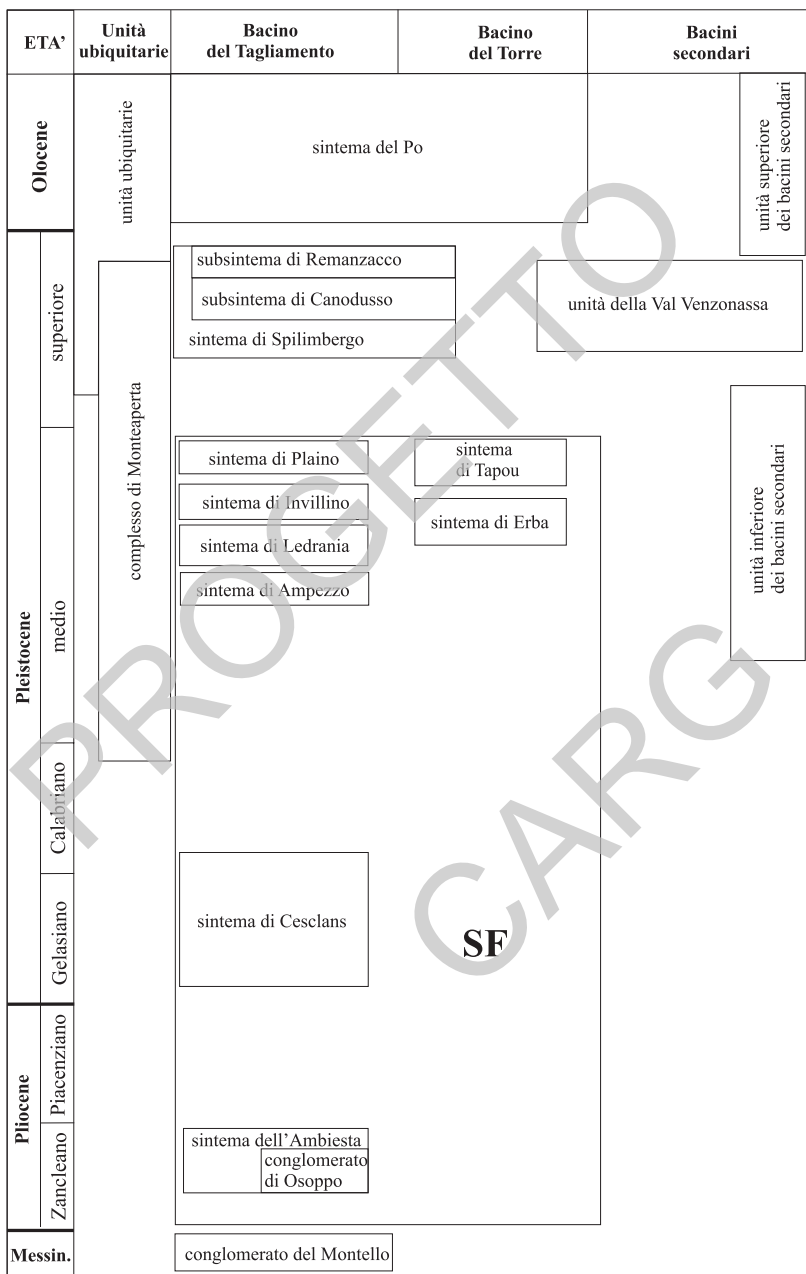 ETA’
Unità
ubiquitarie
Bacino
del Tagliamento
Bacino
del Torre
Bacini
secondari
Olocene
unità ubiquitarie
sintema del Po
unità superiore
dei bacini secondari
Pleistocene
superiore
subsintema di Remanzacco
subsintema di Canodusso
sintema di Spilimbergo
unità della Val Venzonassa
complesso di Monteaperta
medio
sintema di Plaino
sintema
di Tapou
sintema di Invillino
sintema di Erba
sintema di Ledrania
sintema di Ampezzo
unità inferiore
dei bacini secondari
Calabriano
Gelasiano
sintema di Cesclans
SF
Pliocene
Piacenziano
Zancleano
sintema dell’Ambiesta
conglomerato
di Osoppo
Messin.
conglomerato del Montello
PROGETTO
CARG